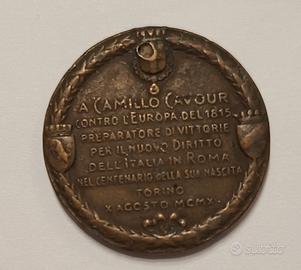 A CAMILLO CAVOUR
CONTRO L'EUROPA DEL 1815
PREPARATORE DI VITTORIE
PER IL NUOVO DIRITTO
DELL'ITALIA IN ROMA
NEL CENTENARIO DELLA SUA NASCITA
TORINO
X AGOSTO MCMX
subito